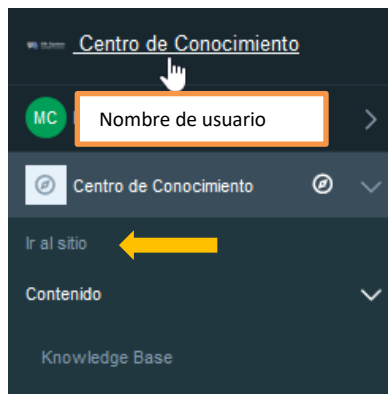 Centro de Conocimiento
MC
Nombre de usuario
Centro de Conocimiento
Ir al sitio
Contenido
Knowledge Base